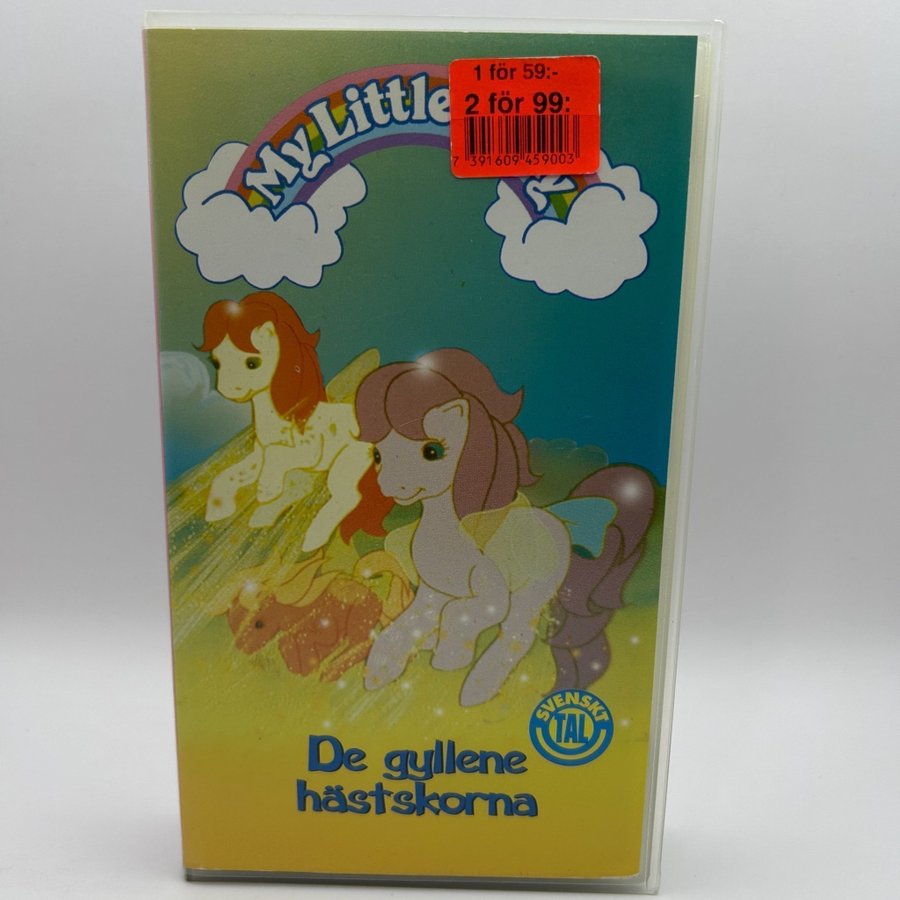 My Little
1 för 59:-
2 för 99:
7 391609 459003
SVENSKT
TAL
De gyllene
hästskorna